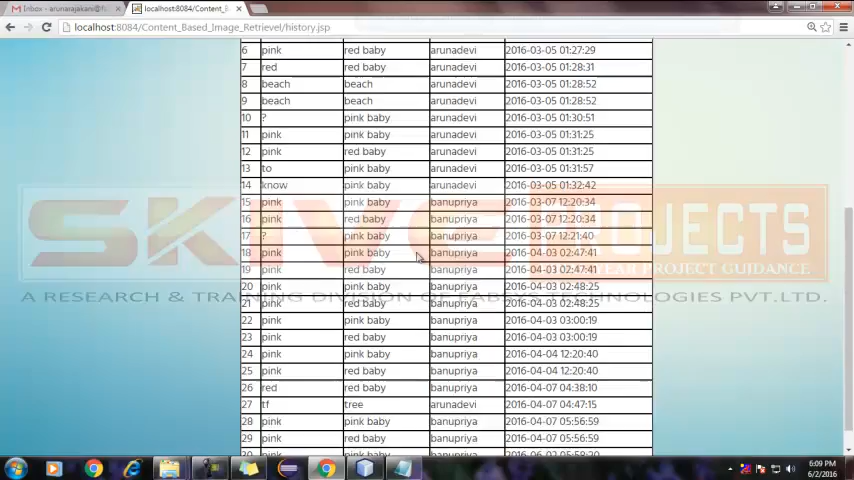 Inbox - arunarajakani@fa
localhost:8084/Content_Ba
localhost:8084/Content_Based_Image_Retrievel/history.jsp
6 pink red baby arunadevi 2016-03-05 01:27:29
7 red red baby arunadevi 2016-03-05 01:28:31
8 beach beach arunadevi 2016-03-05 01:28:52
9 beach beach arunadevi 2016-03-05 01:28:52
10 ? pink baby arunadevi 2016-03-05 01:30:51
11 pink pink baby arunadevi 2016-03-05 01:31:25
12 pink red baby arunadevi 2016-03-05 01:31:25
13 to pink baby arunadevi 2016-03-05 01:31:57
14 know pink baby arunadevi 2016-03-05 01:32:42
15 pink pink baby banupriya 2016-03-07 12:20:34
16 pink red baby banupriya 2016-03-07 12:20:34
17 ? pink baby banupriya 2016-03-07 12:21:40
18 pink pink baby banupriya 2016-04-03 02:47:41
19 pink red baby banupriya 2016-04-03 02:47:41
20 pink pink baby banupriya 2016-04-03 02:48:25
21 pink red baby banupriya 2016-04-03 02:48:25
22 pink pink baby banupriya 2016-04-03 03:00:19
23 pink red baby banupriya 2016-04-03 03:00:19
24 pink pink baby banupriya 2016-04-04 12:20:40
25 pink red baby banupriya 2016-04-04 12:20:40
26 red red baby banupriya 2016-04-07 04:38:10
27 tf tree arunadevi 2016-04-07 04:47:15
28 pink pink baby banupriya 2016-04-07 05:56:59
29 pink red baby banupriya 2016-04-07 05:56:59
SKIVE PROJECTS
YEAR PROJECT GUIDANCE
A RESEARCH & TRAINING DIVISION OF FABSYS TECHNOLOGIES PVT.LTD.
6:09 PM
6/2/2016